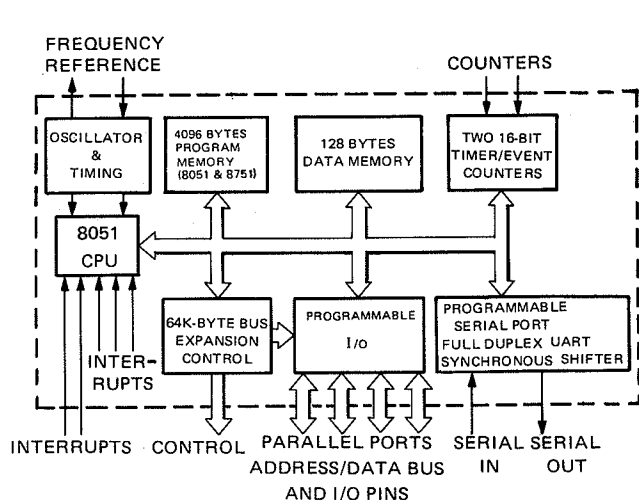 FREQUENCY
REFERENCE
COUNTERS
OSCILLATOR
&
TIMING
4096 BYTES
PROGRAM
MEMORY
(8051 & 8751)
128 BYTES
DATA MEMORY
TWO 16-BIT
TIMER/EVENT
COUNTERS
8051
CPU
64K-BYTE BUS
EXPANSION
CONTROL
PROGRAMMABLE
I/o
PROGRAMMABLE
SERIAL PORT
FULL DUPLEX UART
SYNCHRONOUS SHIFTER
INTER-
RUPTS
INTERRUPTS
CONTROL
PARALLEL PORTS
ADDRESS/DATA BUS
AND I/O PINS
SERIAL
IN
SERIAL
OUT